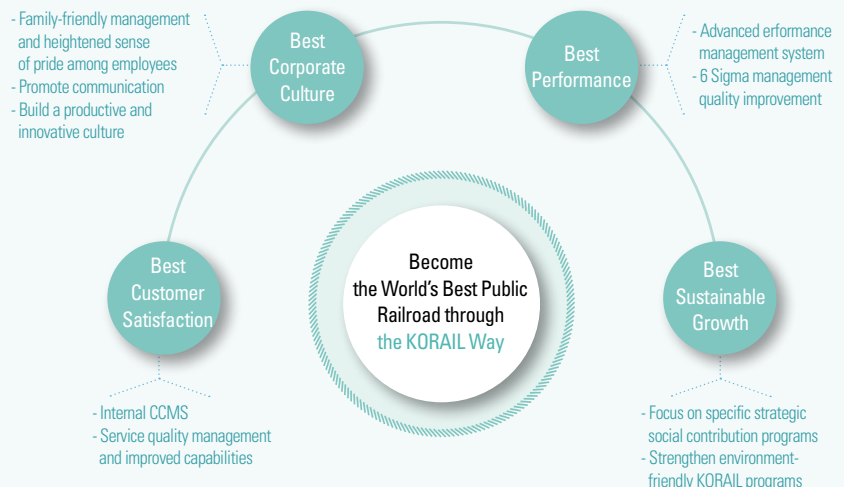 - Family-friendly management
and heightened sense
of pride among employees
- Promote communication
- Build a productive and
innovative culture
Best
Corporate
Culture
Best
Performance
- Advanced erformance
management system
- 6 Sigma management
quality improvement
Best
Customer
Satisfaction
- Internal CCMS
- Service quality management
and improved capabilities
Become
the World's Best Public
Railroad through
the KORAIL Way
Best
Sustainable
Growth
- Focus on specific strategic
social contribution programs
- Strengthen environment-
friendly KORAIL programs